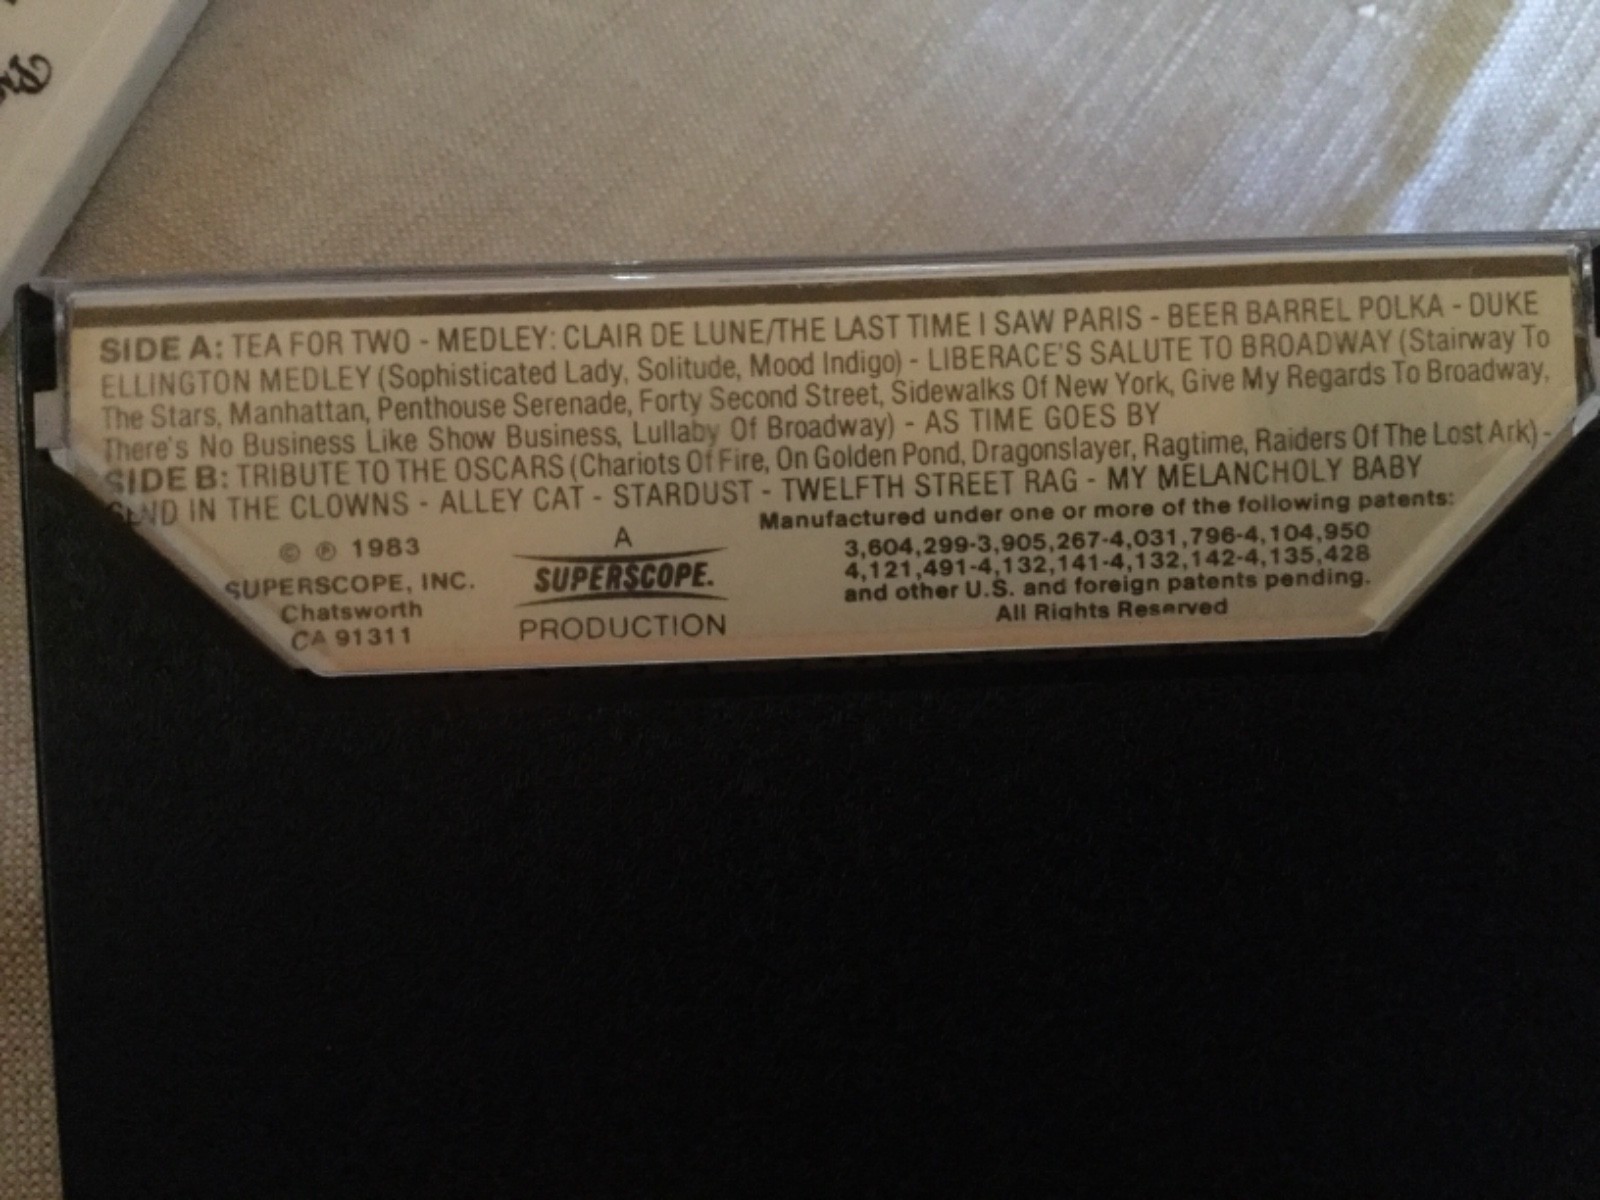 SIDE A: TEA FOR TWO - MEDLEY: CLAIR DE LUNE/THE LAST TIME I SAW PARIS - BEER BARREL POLKA - DUKE
ELLINGTON MEDLEY (Sophisticated Lady, Solitude, Mood Indigo) - LIBERACE'S SALUTE TO BROADWAY (Stairway To
The Stars, Manhattan, Penthouse Serenade, Forty Second Street, Sidewalks Of New York, Give My Regards To Broadway,
There's No Business Like Show Business, Lullaby Of Broadway) - AS TIME GOES BY
SIDE B: TRIBUTE TO THE OSCARS (Chariots Of Fire, On Golden Pond, Dragonslayer, Ragtime, Raiders Of The Lost Ark) -
SEND IN THE CLOWNS - ALLEY CAT - STARDUST - TWELFTH STREET RAG - MY MELANCHOLY BABY
© ℗ 1983
SUPERSCOPE, INC.
Chatsworth
CA 91311
A
SUPERSCOPE.
PRODUCTION
Manufactured under one or more of the following patents:
3,604,299-3,905,267-4,031,796-4,104,950
4,121,491-4,132,141-4,132,142-4,135,428
and other U.S. and foreign patents pending.
All Rights Reserved